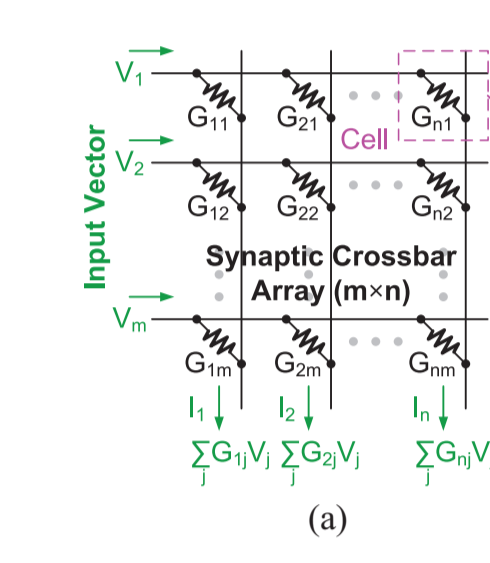 V1
G11 G21 Gn1
Cell
V2
G12 G22 Gn2
Input Vector
Synaptic Crossbar
Array (m×n)
Vm
G1m G2m Gnm
I1 I2 In
∑G1jVj ∑G2jVj ∑GnjV
j j j
(a)